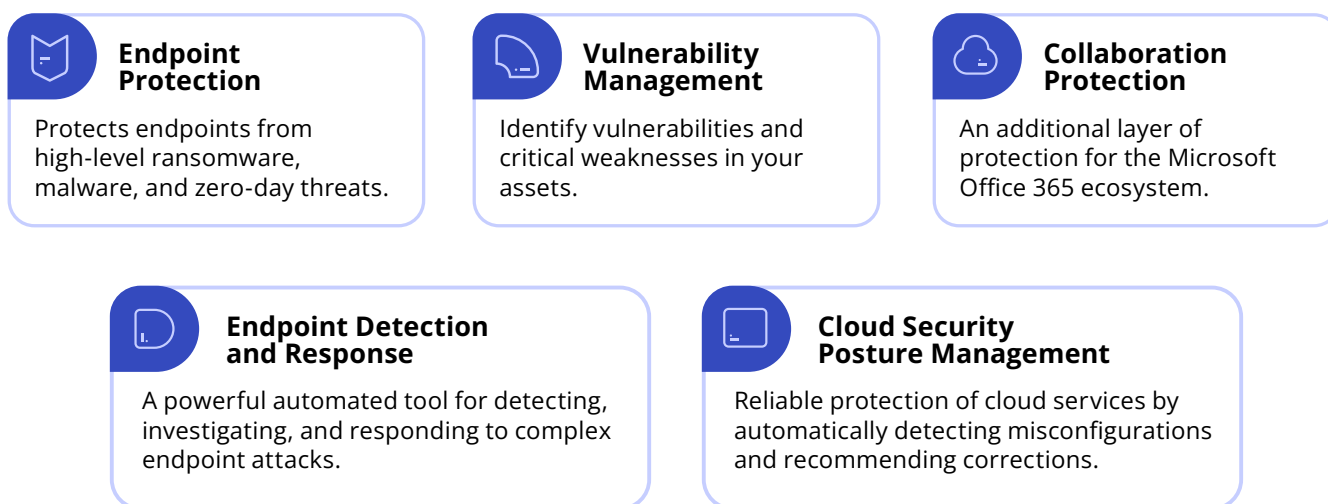 Endpoint
Protection
Protects endpoints from
high-level ransomware,
malware, and zero-day threats.
Vulnerability
Management
Identify vulnerabilities and
critical weaknesses in your
assets.
Collaboration
Protection
An additional layer of
protection for the Microsoft
Office 365 ecosystem.
Endpoint Detection
and Response
A powerful automated tool for detecting,
investigating, and responding to complex
endpoint attacks.
Cloud Security
Posture Management
Reliable protection of cloud services by
automatically detecting misconfigurations
and recommending corrections.